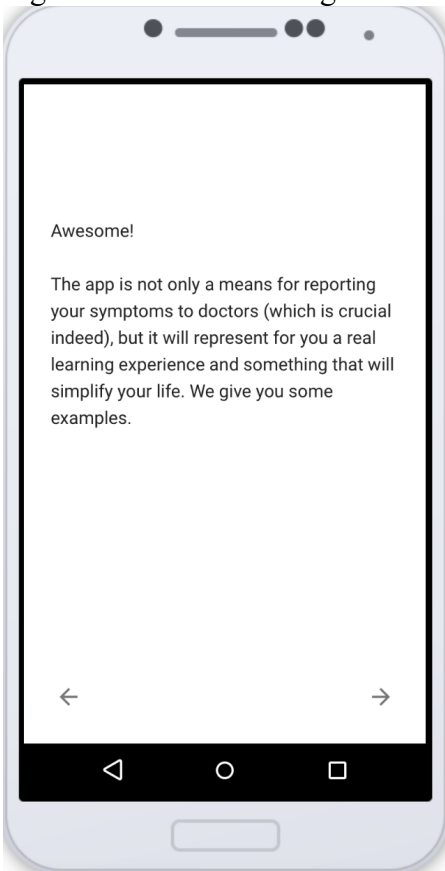 Awesome!
The app is not only a means for reporting
your symptoms to doctors (which is crucial
indeed), but it will represent for you a real
learning experience and something that will
simplify your life. We give you some
examples.